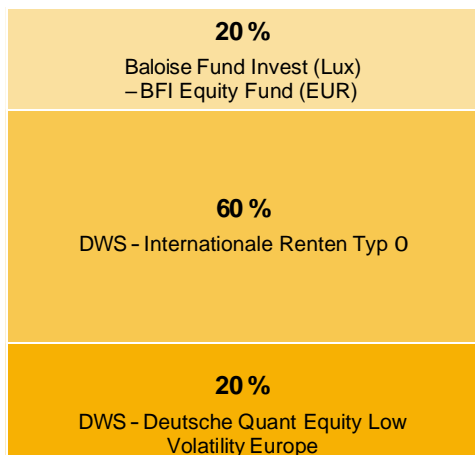 20 %
Baloise Fund Invest (Lux)
– BFI Equity Fund (EUR)
60 %
DWS - Internationale Renten Typ O
20 %
DWS - Deutsche Quant Equity Low
Volatility Europe